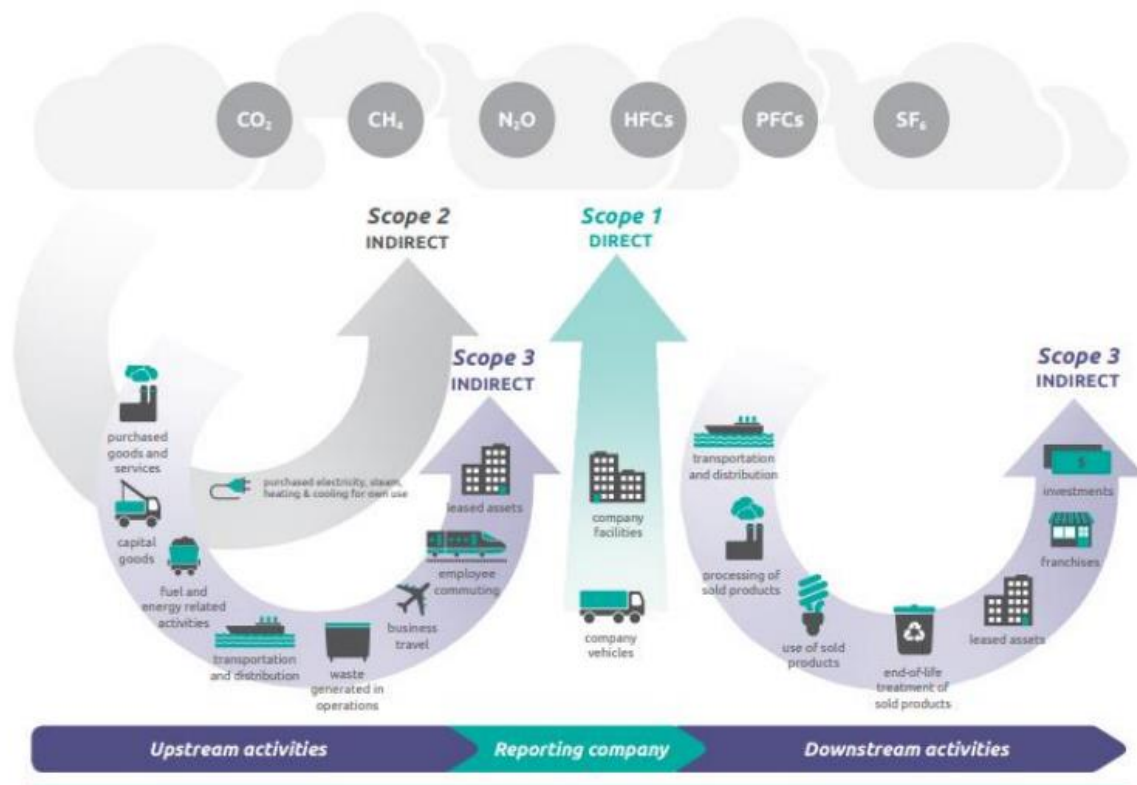 CO₂
CH₄
N₂O
HFCs
PFCs
SF₆
Scope 2
INDIRECT
Scope 1
DIRECT
Scope 3
INDIRECT
Scope 3
INDIRECT
purchased
goods and
services
capital
goods
fuel and
energy related
activities
transportation
and distribution
waste
generated in
operations
business
travel
employee
commuting
leased assets
purchased electricity, steam,
heating & cooling for own use
company
facilities
company
vehicles
transportation
and distribution
processing of
sold products
use of sold
products
end-of-life
treatment of
sold products
leased assets
franchises
investments
$
Upstream activities
Reporting company
Downstream activities